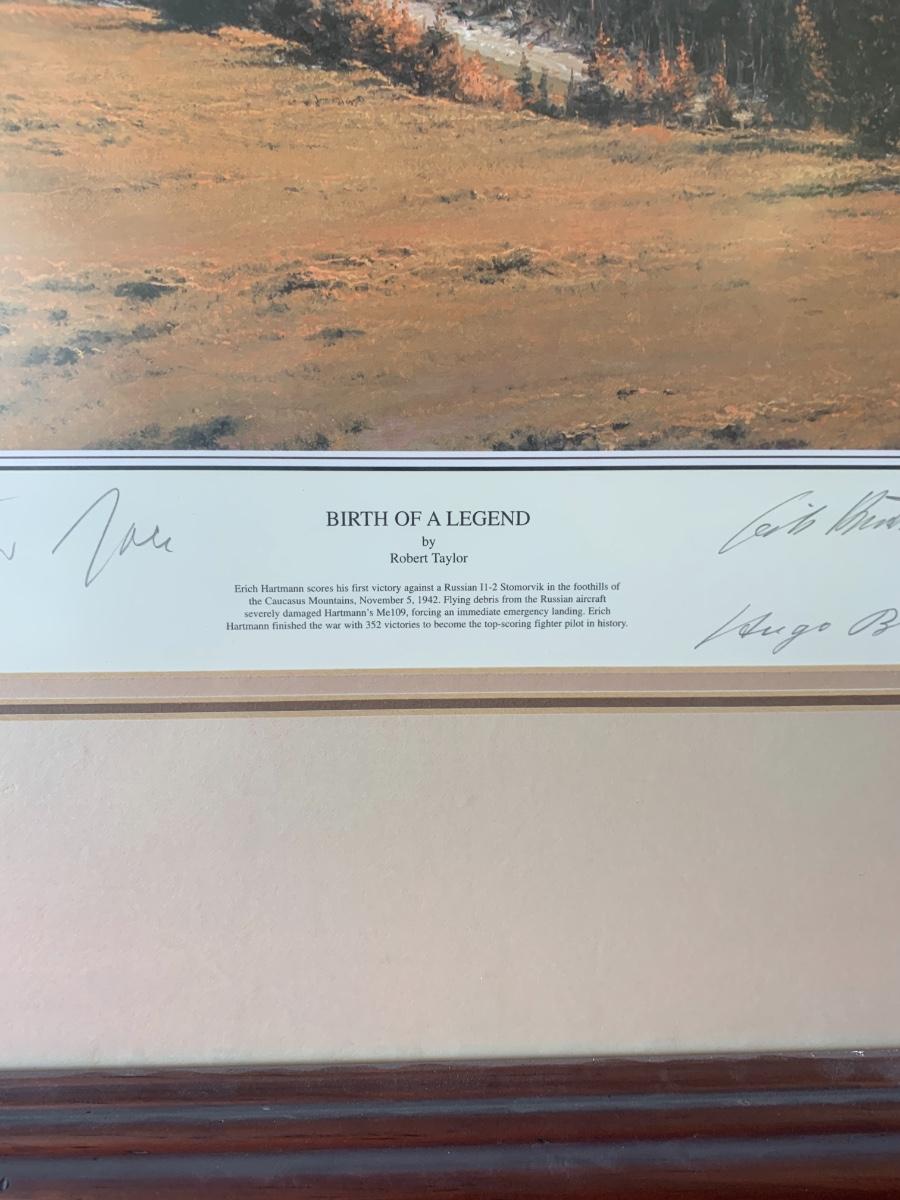 BIRTH OF A LEGEND
by
Robert Taylor
Erich Hartmann scores his first victory against a Russian Il-2 Stomorvik in the foothills of
the Caucasus Mountains, November 5, 1942. Flying debris from the Russian aircraft
severely damaged Hartmann's Me109, forcing an immediate emergency landing. Erich
Hartmann finished the war with 352 victories to become the top-scoring fighter pilot in history.
Hugo B